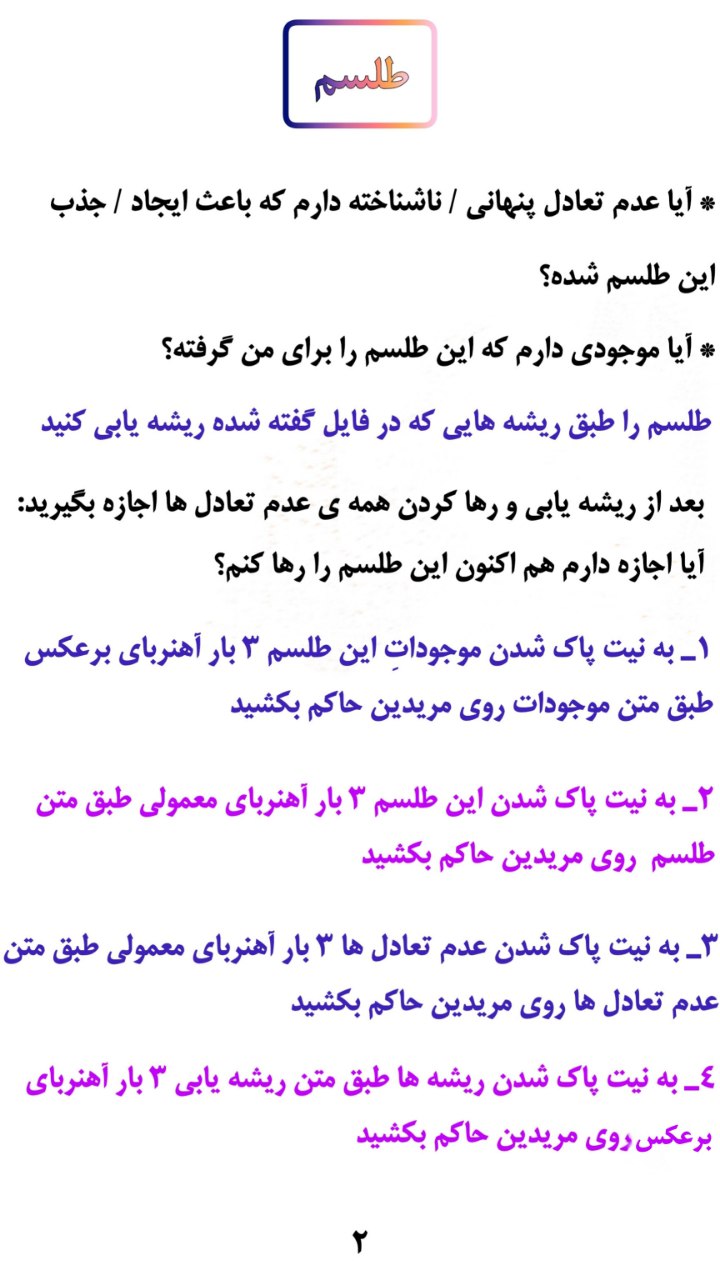 طلسم
* آیا عدم تعادل پنهانی / ناشناخته دارم که باعث ایجاد / جذب
این طلسم شده؟
* آیا موجودی دارم که این طلسم را برای من گرفته؟
طلسم را طبق ریشه هایی که در فایل گفته شده ریشه یابی کنید
بعد از ریشه یابی و رها کردن همه ی عدم تعادل ها اجازه بگیرید:
آیا اجازه دارم هم اکنون این طلسم را رها کنم؟
۱_ به نیت پاک شدن موجوداتِ این طلسم ۳ بار آهنربای برعکس
طبق متن موجودات روی مریدین حاکم بکشید
۲_ به نیت پاک شدن این طلسم ۳ بار آهنربای معمولی طبق متن
طلسم روی مریدین حاکم بکشید
۳_ به نیت پاک شدن عدم تعادل ها ۳ بار آهنربای معمولی طبق متن
عدم تعادل ها روی مریدین حاکم بکشید
٤_ به نیت پاک شدن ریشه ها طبق متن ریشه یابی ۳ بار آهنربای
برعکس روی مریدین حاکم بکشید
۲